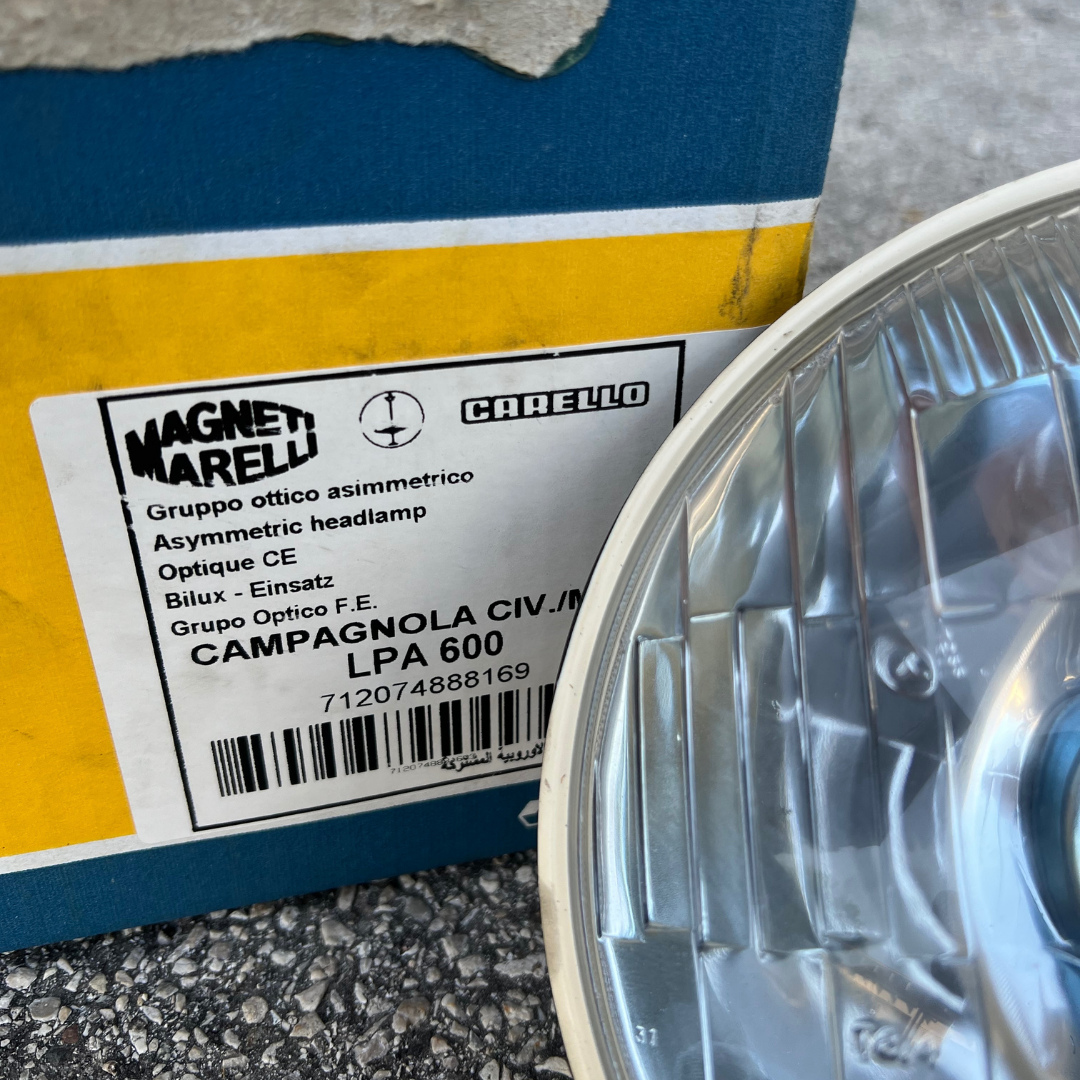 MAGNETI
MARELLI
CARELLO
Gruppo ottico asimmetrico
Asymmetric headlamp
Optique CE
Bilux - Einsatz
Grupo Optico F.E.
CAMPAGNOLA CIV./M
LPA 600
712074888169
31